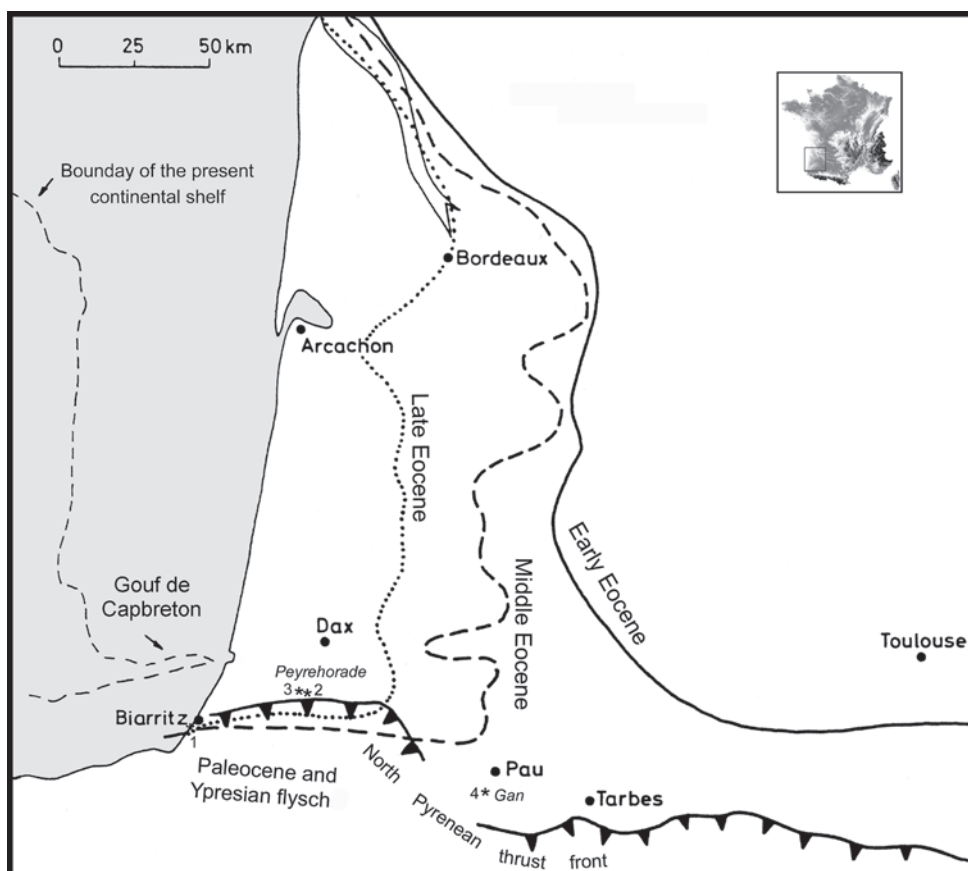 0 25 50 km
Bounday of the present
continental shelf
Bordeaux
Arcachon
Late Eocene
Middle Eocene
Early Eocene
Gouf de
Capbreton
Dax
Toulouse
Peyrehorade
3** 2
Biarritz
1
North
Pyrenean
thrust front
Paleocene and
Ypresian flysch
Pau
4* Gan
Tarbes